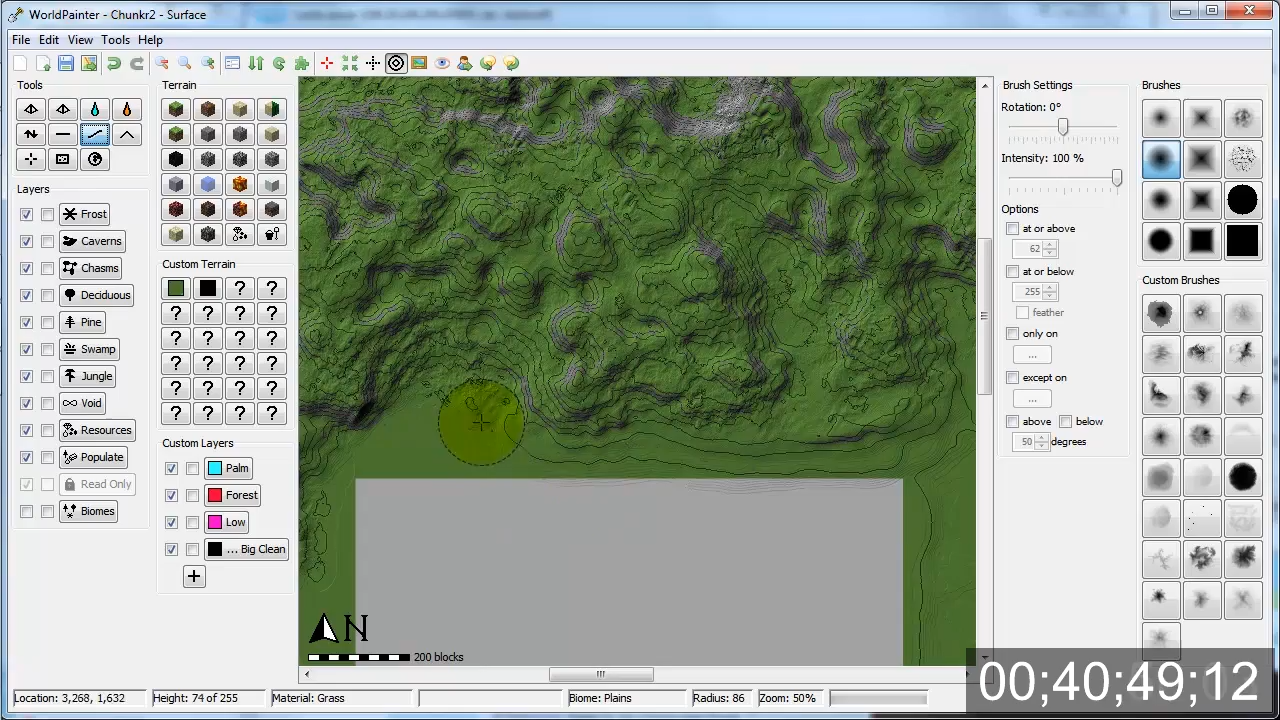 WorldPainter - Chunkr2 - Surface
File Edit View Tools Help
Tools
Layers
Frost
Caverns
Chasms
Deciduous
Pine
Swamp
Jungle
Void
Resources
Populate
Read Only
Biomes
Terrain
Custom Terrain
? ?
? ? ? ?
? ? ? ?
? ? ? ?
? ? ? ?
? ? ? ?
Custom Layers
Palm
Forest
Low
... Big Clean
+
N
200 blocks
Brush Settings
Rotation: 0°
Intensity: 100 %
Options
at or above
62
at or below
255
feather
only on
...
except on
...
above below
50 degrees
Brushes
Custom Brushes
Location: 3,268, 1,632 Height: 74 of 255 Material: Grass Biome: Plains Radius: 86 Zoom: 50%
00;40;49;12